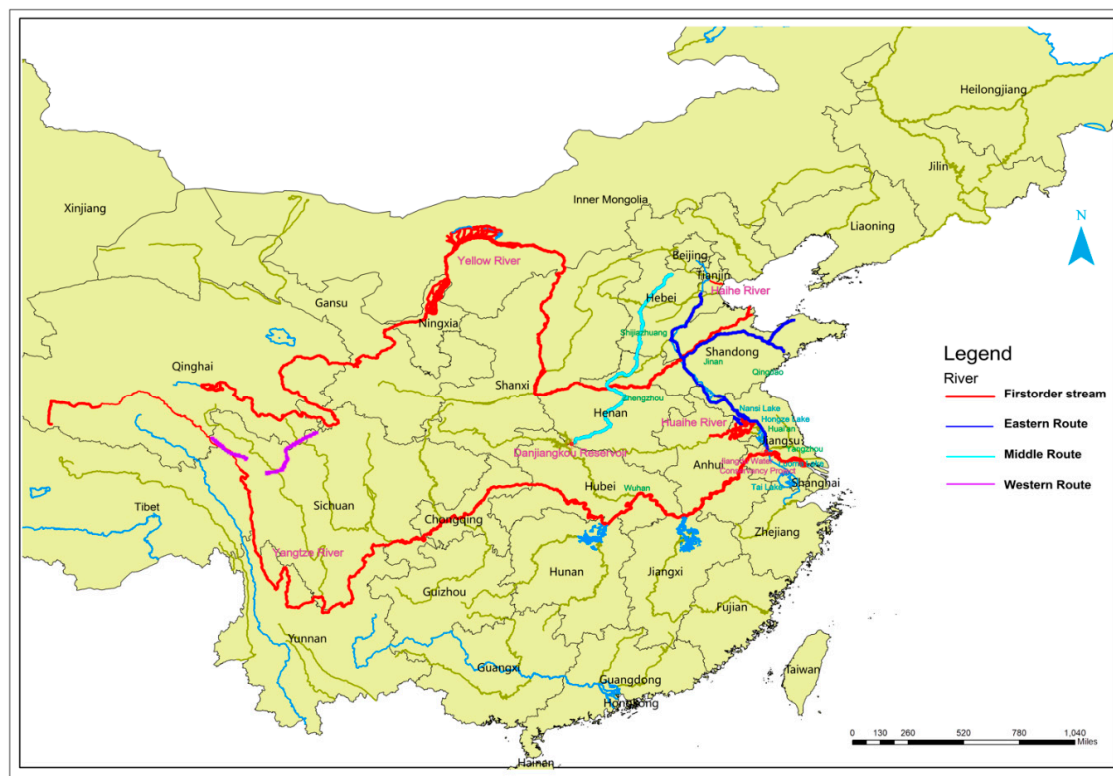 Heilongjiang
Jilin
Xinjiang
Inner Mongolia
Liaoning
N
Beijing
Yellow River
Tianjin
Haihe River
Hebei
Gansu
Ningxia
Shijiazhuang
Legend
Shandong
Jinan
Qinghai
Qingdao
River
Shanxi
Firstorder stream
Zhengzhou
Nansi Lake
Henan
Hongze Lake
Huaihe River
Huai'an
Eastern Route
Jiangsu
Yangzhou
Danjiangkou Reservoir
Middle Route
Anhui
Conservancy Project
Shanghai
Hubei
Wuhan
Tai Lake
Western Route
Tibet
Sichuan
Chongqing
Zhejiang
Yangtze River
Hunan
Jiangxi
Guizhou
Fujian
Yunnan
Guangxi
Taiwan
Guangdong
HongKong
0 130 260 520 780 1,040
Miles
Hainan